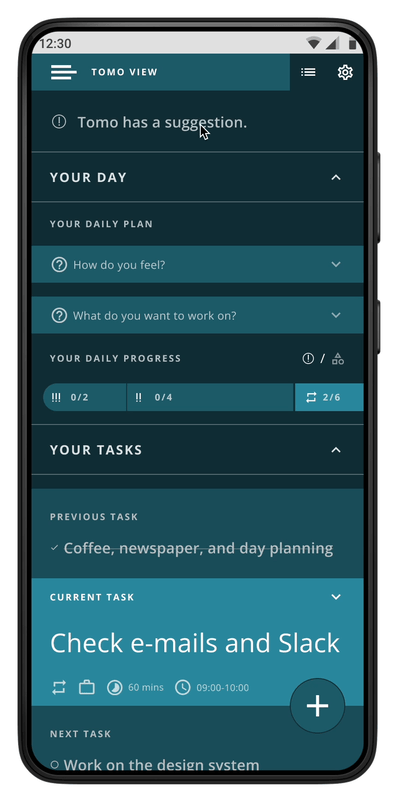 12:30
TOMO VIEW
Tomo has a suggestion.
YOUR DAY
YOUR DAILY PLAN
How do you feel?
What do you want to work on?
YOUR DAILY PROGRESS
/
!!! 0/2 !! 0/4 2/6
YOUR TASKS
PREVIOUS TASK
Coffee, newspaper, and day planning
CURRENT TASK
Check e-mails and Slack
60 mins 09:00-10:00
NEXT TASK
Work on the design system